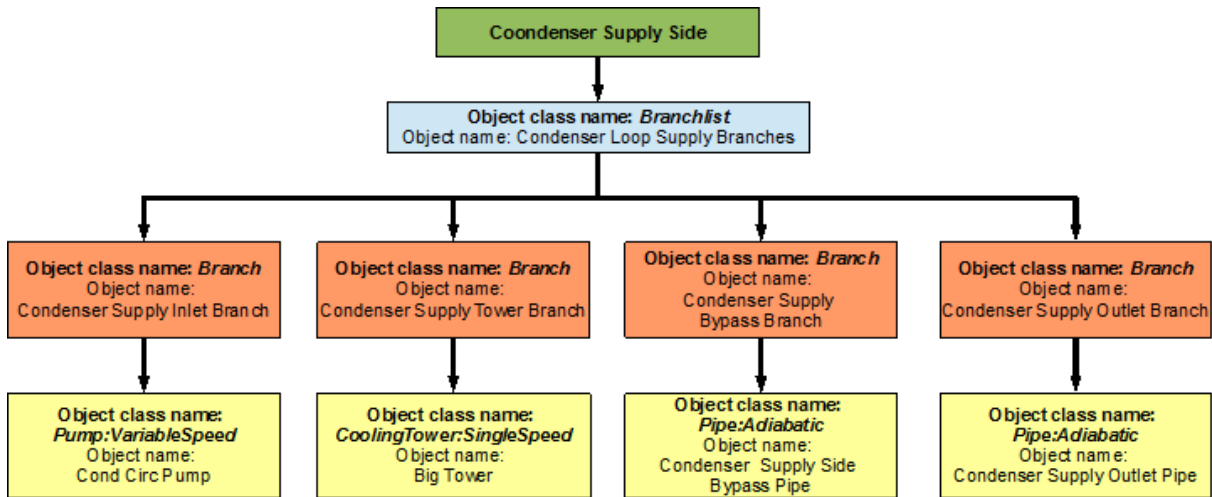 Coondenser Supply Side
Object class name: Branchlist
Object name: Condenser Loop Supply Branches
Object class name: Branch
Object name:
Condenser Supply Inlet Branch
Object class name: Branch
Object name:
Condenser Supply Tower Branch
Object class name: Branch
Object name:
Condenser Supply
Bypass Branch
Object class name: Branch
Object name:
Condenser Supply Outlet Branch
Object class name:
Pump:VariableSpeed
Object name:
Cond Circ Pump
Object class name:
CoolingTower:SingleSpeed
Object name:
Big Tower
Object class name:
Pipe:Adiabatic
Object name:
Condenser Supply Side
Bypass Pipe
Object class name:
Pipe:Adiabatic
Object name:
Condenser Supply Outlet Pipe